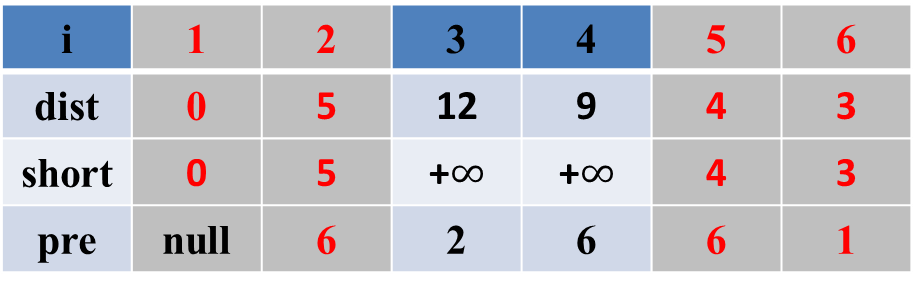 i 1 2 3 4 5 6
dist 0 5 12 9 4 3
short 0 5 +∞ +∞ 4 3
pre null 6 2 6 6 1